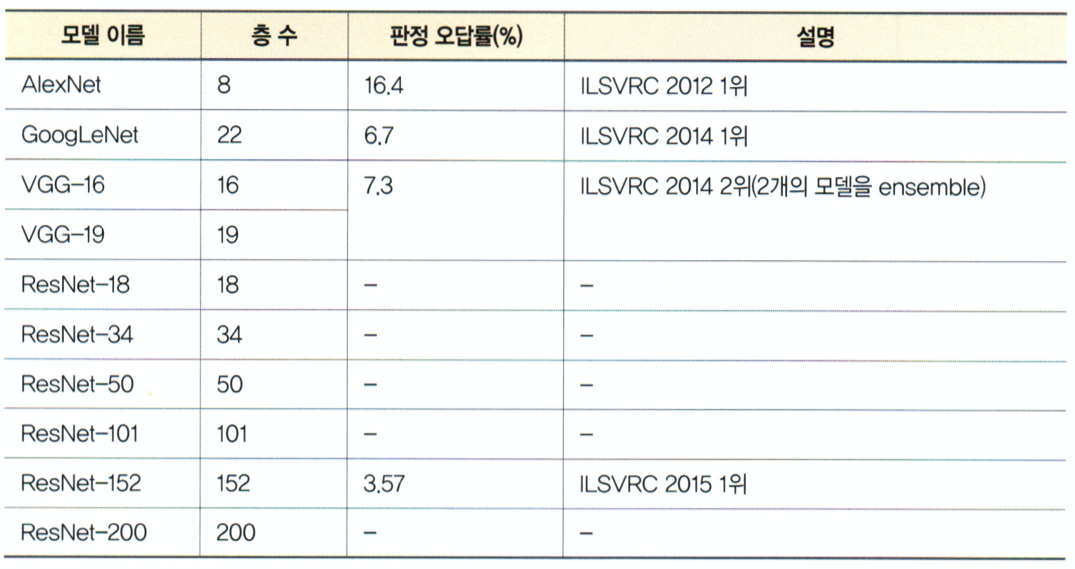 모델 이름 층 수 판정 오답률(%) 설명
AlexNet 8 16.4 ILSVRC 2012 1위
GoogLeNet 22 6.7 ILSVRC 2014 1위
VGG-16 16 7.3 ILSVRC 2014 2위(2개의 모델을 ensemble)
VGG-19 19
ResNet-18 18 – –
ResNet-34 34 – –
ResNet-50 50 – –
ResNet-101 101 – –
ResNet-152 152 3.57 ILSVRC 2015 1위
ResNet-200 200 – –